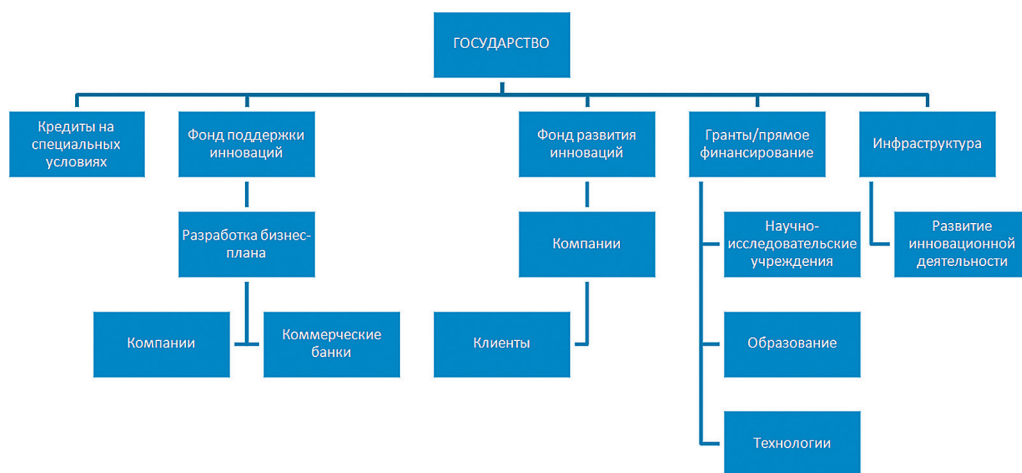 ГОСУДАРСТВО
Кредиты на
специальных
условиях
Фонд поддержки
инноваций
Фонд развития
инноваций
Гранты/прямое
финансирование
Инфраструктура
Разработка бизнес-
плана
Компании
Научно-
исследовательские
учреждения
Развитие
инновационной
деятельности
Компании
Коммерческие
банки
Клиенты
Образование
Технологии